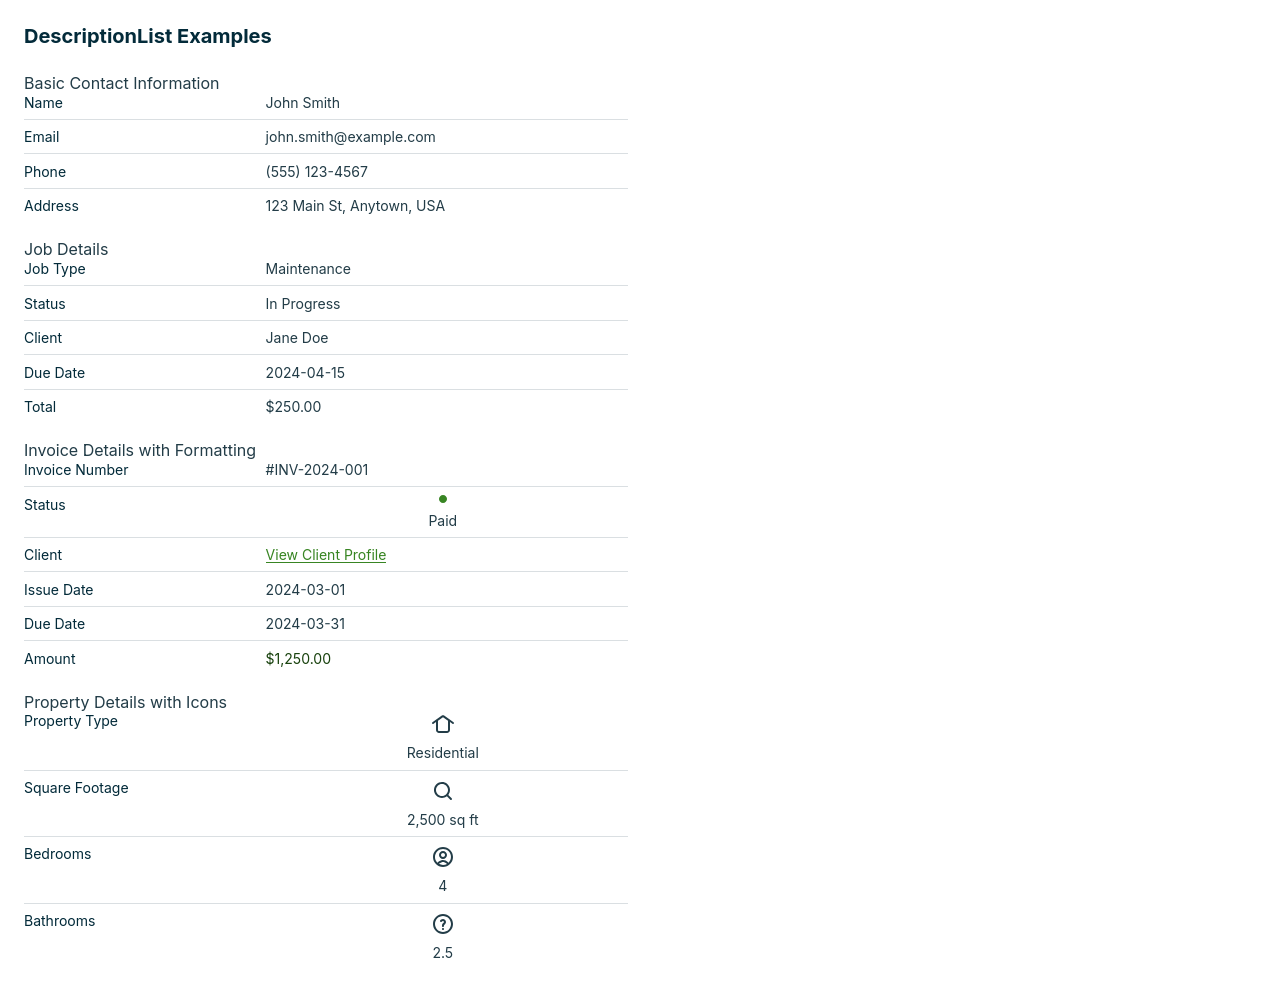 DescriptionList Examples
Basic Contact Information
Name John Smith
Email john.smith@example.com
Phone (555) 123-4567
Address 123 Main St, Anytown, USA
Job Details
Job Type Maintenance
Status In Progress
Client Jane Doe
Due Date 2024-04-15
Total $250.00
Invoice Details with Formatting
Invoice Number #INV-2024-001
Status
Paid
Client View Client Profile
Issue Date 2024-03-01
Due Date 2024-03-31
Amount $1,250.00
Property Details with Icons
Property Type
Residential
Square Footage
2,500 sq ft
Bedrooms
4
Bathrooms
2.5